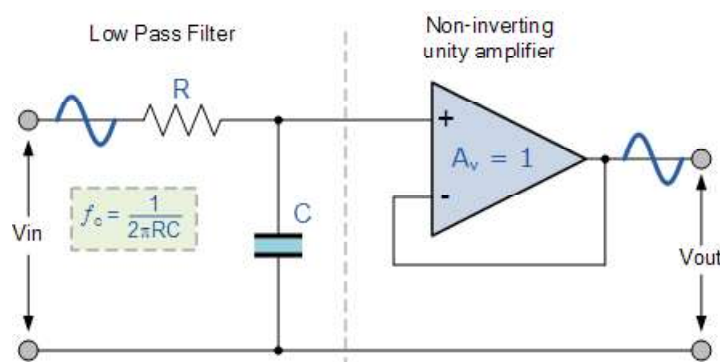 Low Pass Filter
Non-inverting
unity amplifier
R
+
Aᵥ = 1
-
C
Vin
fc = 1
2πRC
Vout